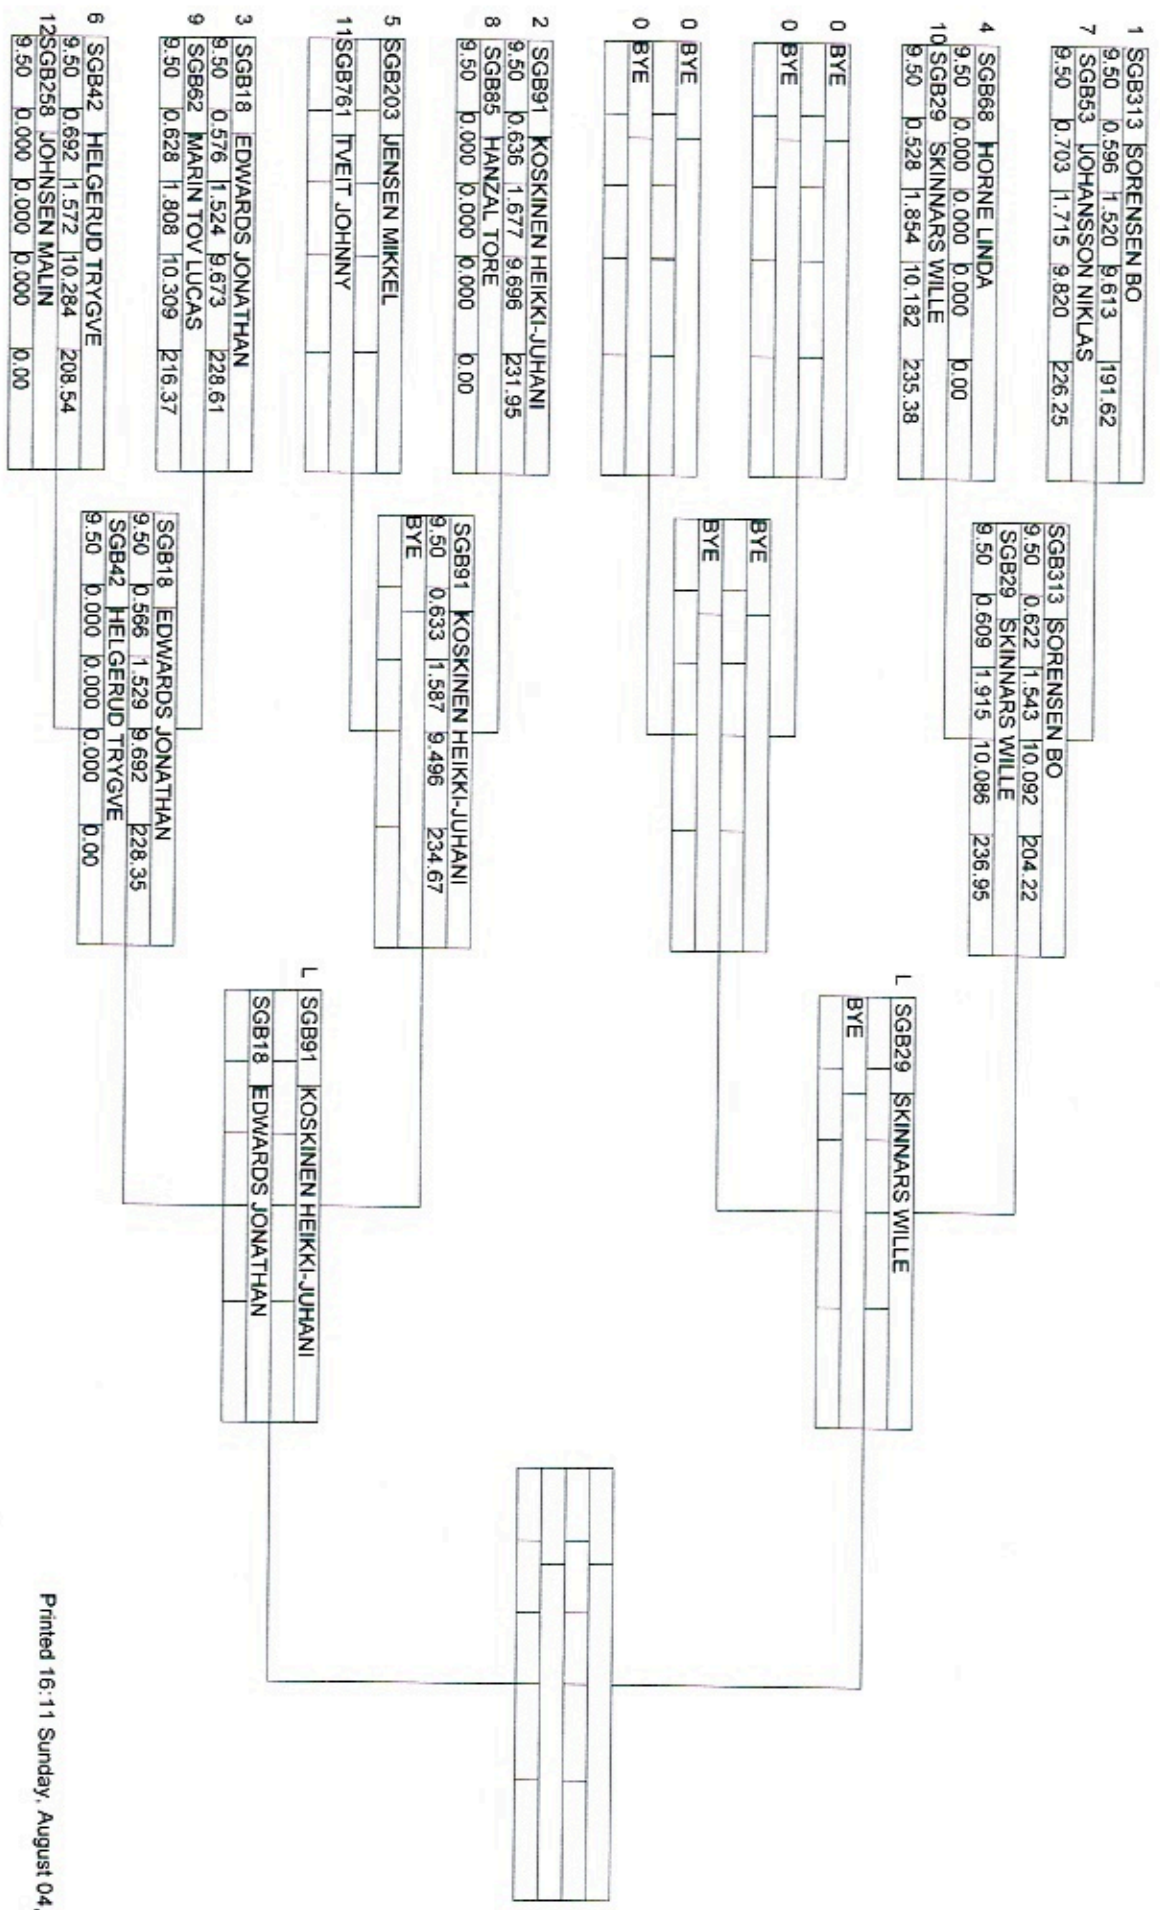 1 SGB313 SORENSEN BO
9.50 0.596 1.520 9.613 191.62
7 SGB53 JOHANSSON NIKLAS
9.50 0.703 1.715 9.820 226.25
4 SGB68 HORNE LINDA
9.50 0.000 0.000 0.000 0.00
10 SGB29 SKINNARS WILLE
9.50 0.528 1.854 10.182 235.38
0 BYE
0 BYE
0 BYE
0 BYE
2 SGB91 KOSKINEN HEIKKI-JUHANI
9.50 0.636 1.677 9.696 231.95
8 SGB85 HANZAL TORE
9.50 0.000 0.000 0.000 0.00
5 SGB203 JENSEN MIKKEL
11 SGB761 TVEIT JOHNNY
3 SGB18 EDWARDS JONATHAN
9.50 0.576 1.524 9.673 228.61
9 SGB62 MARIN TOV LUCAS
9.50 0.628 1.808 10.309 216.37
6 SGB42 HELGERUD TRYGVE
9.50 0.692 1.572 10.284 208.54
12 SGB258 JOHNSEN MALIN
9.50 0.000 0.000 0.000 0.00
SGB313 SORENSEN BO
9.50 0.622 1.543 10.092 204.22
SGB29 SKINNARS WILLE
9.50 0.609 1.915 10.086 236.95
BYE
BYE
SGB91 KOSKINEN HEIKKI-JUHANI
9.50 0.633 1.587 9.496 234.67
BYE
SGB18 EDWARDS JONATHAN
9.50 0.566 1.529 9.692 228.35
SGB42 HELGERUD TRYGVE
9.50 0.000 0.000 0.000 0.00
L SGB29 SKINNARS WILLE
BYE
L SGB91 KOSKINEN HEIKKI-JUHANI
SGB18 EDWARDS JONATHAN
Printed 16:11 Sunday, August 04,